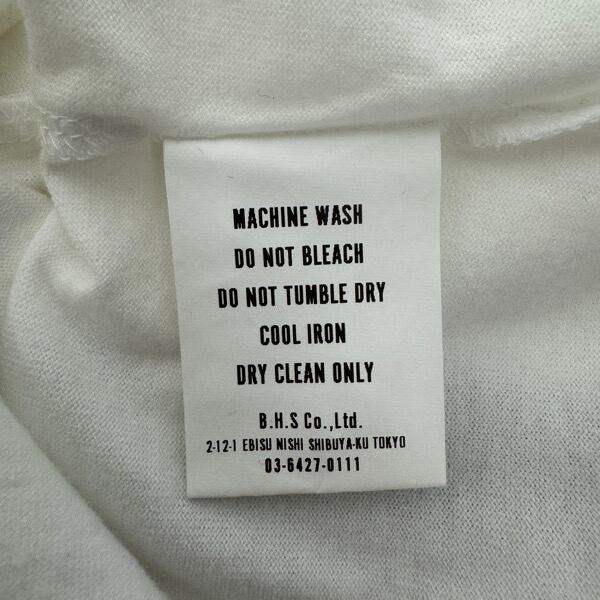 MACHINE WASH
DO NOT BLEACH
DO NOT TUMBLE DRY
COOL IRON
DRY CLEAN ONLY
B.H.S Co.,Ltd.
2-12-1 EBISU NISHI SHIBUYA-KU TOKYO
03-6427-0111